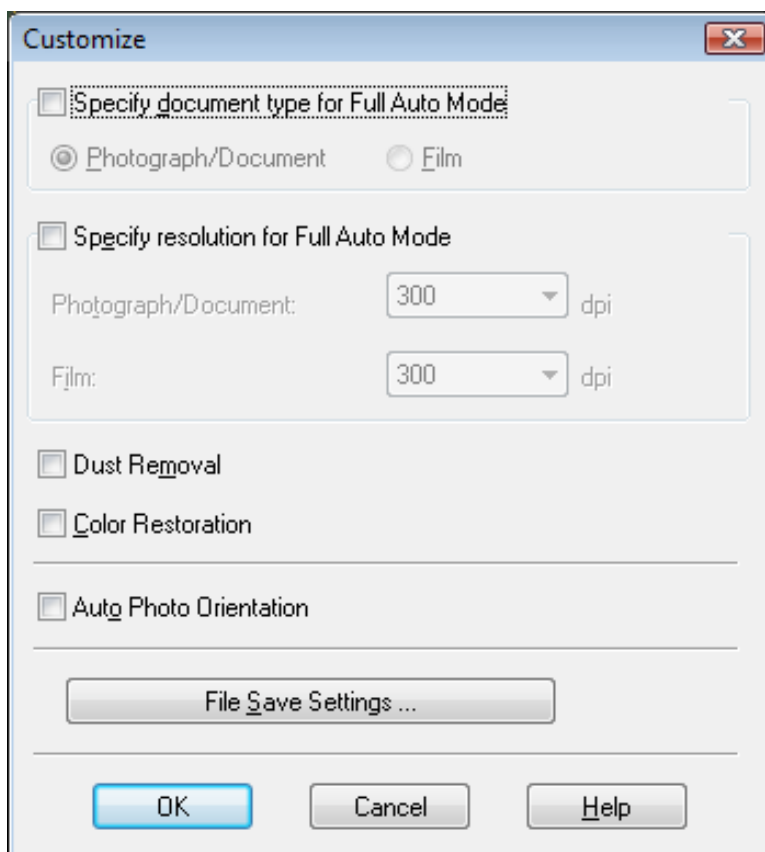 Customize
Specify document type for Full Auto Mode
Photograph/Document Film
Specify resolution for Full Auto Mode
Photograph/Document: 300 dpi
Film: 300 dpi
Dust Removal
Color Restoration
Auto Photo Orientation
File Save Settings ...
OK Cancel Help